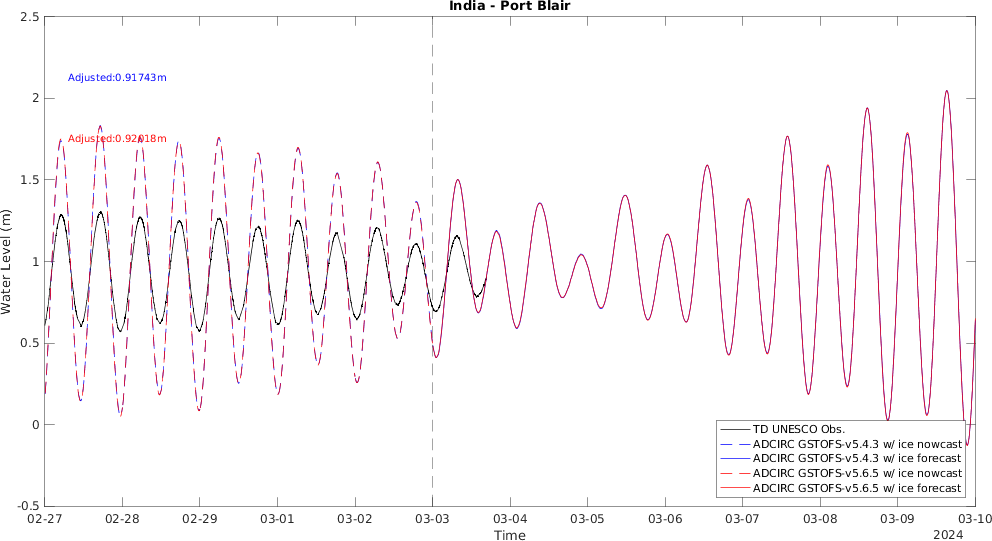 India - Port Blair
2.5
2
1.5
1
0.5
0
-0.5
Water Level (m)
Adjusted:0.91743m
Adjusted:0.92018m
TD UNESCO Obs.
ADCIRC GSTOFS-v5.4.3 w/ ice nowcast
ADCIRC GSTOFS-v5.4.3 w/ ice forecast
ADCIRC GSTOFS-v5.6.5 w/ ice nowcast
ADCIRC GSTOFS-v5.6.5 w/ ice forecast
02-27 02-28 02-29 03-01 03-02 03-03 03-04 03-05 03-06 03-07 03-08 03-09 03-10
Time
2024